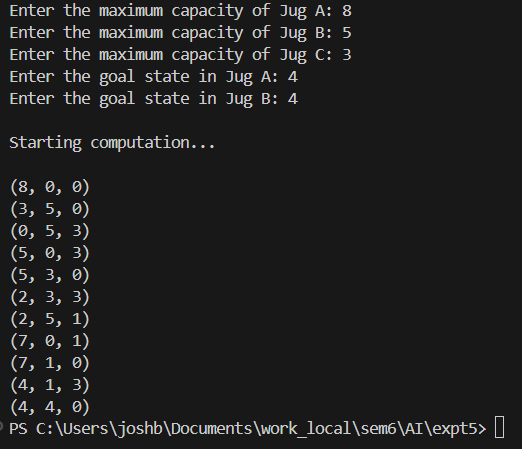 Enter the maximum capacity of Jug A: 8
Enter the maximum capacity of Jug B: 5
Enter the maximum capacity of Jug C: 3
Enter the goal state in Jug A: 4
Enter the goal state in Jug B: 4
Starting computation...
(8, 0, 0)
(3, 5, 0)
(0, 5, 3)
(5, 0, 3)
(5, 3, 0)
(2, 3, 3)
(2, 5, 1)
(7, 0, 1)
(7, 1, 0)
(4, 1, 3)
(4, 4, 0)
PS C:\Users\joshb\Documents\work_local\sem6\AI\expt5>